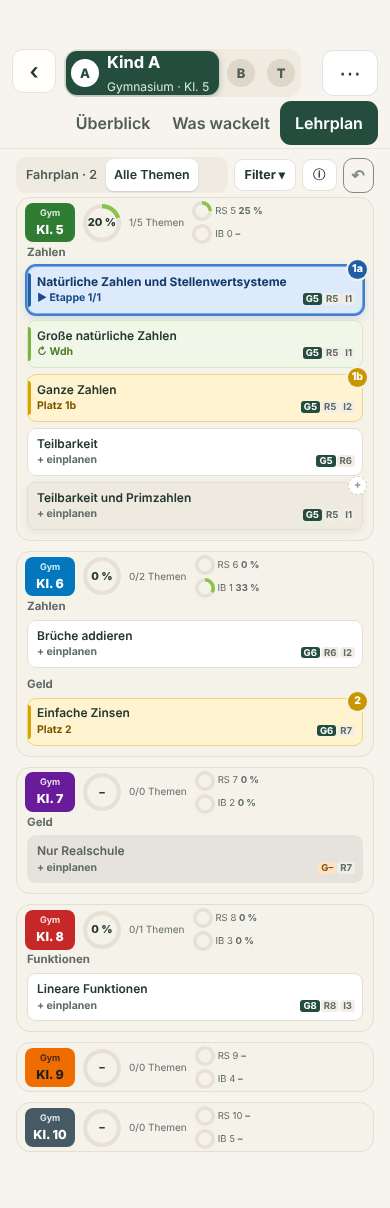 ‹
A
Kind A
Gymnasium · Kl. 5
B
T
...
Überblick
Was wackelt
Lehrplan
Fahrplan · 2
Alle Themen
Filter ▾
ⓘ
↶
Gym
Kl. 5
20 %
1/5 Themen
RS 5 25 %
IB 0 –
Zahlen
1a
Natürliche Zahlen und Stellenwertsysteme
▶ Etappe 1/1
G5 R5 I1
Große natürliche Zahlen
↻ Wdh
G5 R5 I1
1b
Ganze Zahlen
Platz 1b
G5 R5 I2
Teilbarkeit
+ einplanen
G5 R6
+
Teilbarkeit und Primzahlen
+ einplanen
G5 R5 I1
Gym
Kl. 6
0 %
0/2 Themen
RS 6 0 %
IB 1 33 %
Zahlen
Brüche addieren
+ einplanen
G6 R6 I2
Geld
2
Einfache Zinsen
Platz 2
G6 R7
Gym
Kl. 7
–
0/0 Themen
RS 7 0 %
IB 2 0 %
Geld
Nur Realschule
+ einplanen
G– R7
Gym
Kl. 8
0 %
0/1 Themen
RS 8 0 %
IB 3 0 %
Funktionen
Lineare Funktionen
+ einplanen
G8 R8 I3
Gym
Kl. 9
–
0/0 Themen
RS 9 –
IB 4 –
Gym
Kl. 10
–
0/0 Themen
RS 10 –
IB 5 –